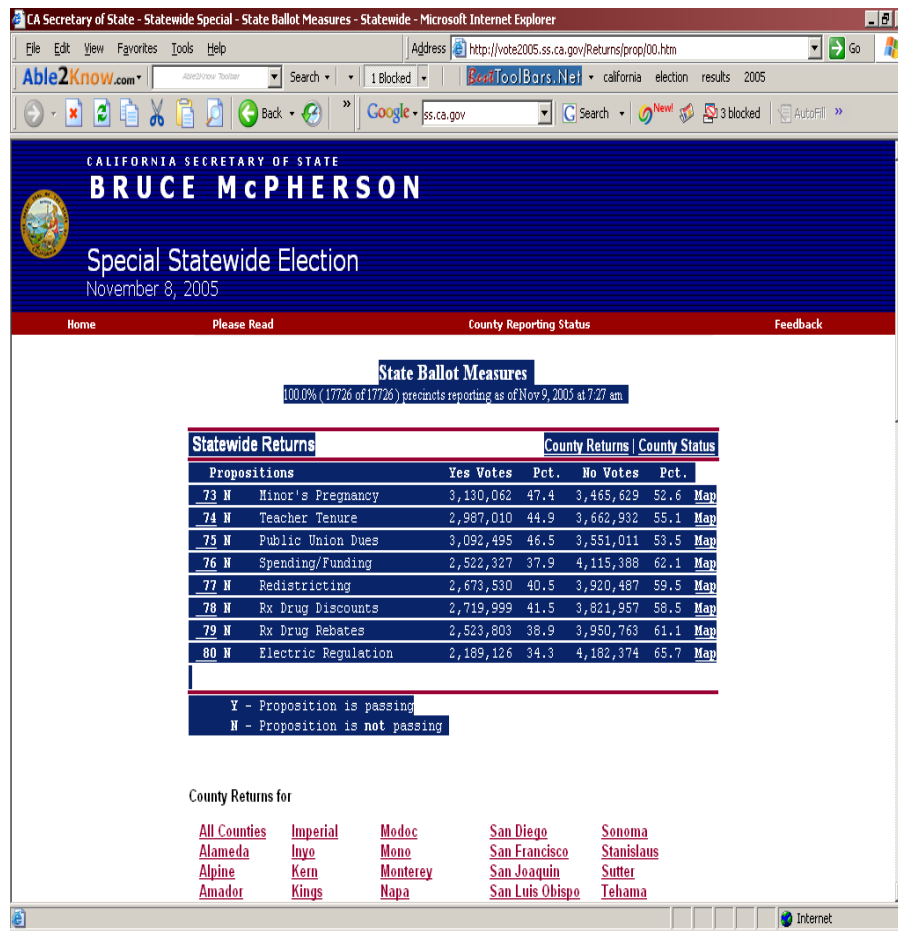 CA Secretary of State - Statewide Special - State Ballot Measures - Statewide - Microsoft Internet Explorer
File Edit View Favorites Tools Help Address http://vote2005.ss.ca.gov/Returns/prop/00.htm Go
Able2Know.com Able2Know Toolbar Search 1 Blocked ToolBars.Net california election results 2005
Back » Google ss.ca.gov G Search New! 3 blocked AutoFill »
CALIFORNIA SECRETARY OF STATE
BRUCE McPHERSON
Special Statewide Election
November 8, 2005
Home Please Read County Reporting Status Feedback
State Ballot Measures
100.0% ( 17726 of 17726 ) precincts reporting as of Nov 9, 2005 at 7:27 am
Statewide Returns County Returns | County Status
Propositions Yes Votes Pct. No Votes Pct.
73 N Minor's Pregnancy 3,130,062 47.4 3,465,629 52.6 Map
74 N Teacher Tenure 2,987,010 44.9 3,662,932 55.1 Map
75 N Public Union Dues 3,092,495 46.5 3,551,011 53.5 Map
76 N Spending/Funding 2,522,327 37.9 4,115,388 62.1 Map
77 N Redistricting 2,673,530 40.5 3,920,487 59.5 Map
78 N Rx Drug Discounts 2,719,999 41.5 3,821,957 58.5 Map
79 N Rx Drug Rebates 2,523,803 38.9 3,950,763 61.1 Map
80 N Electric Regulation 2,189,126 34.3 4,182,374 65.7 Map
Y - Proposition is passing
N - Proposition is not passing
County Returns for
All Counties Imperial Modoc San Diego Sonoma
Alameda Inyo Mono San Francisco Stanislaus
Alpine Kern Monterey San Joaquin Sutter
Amador Kings Napa San Luis Obispo Tehama
Internet